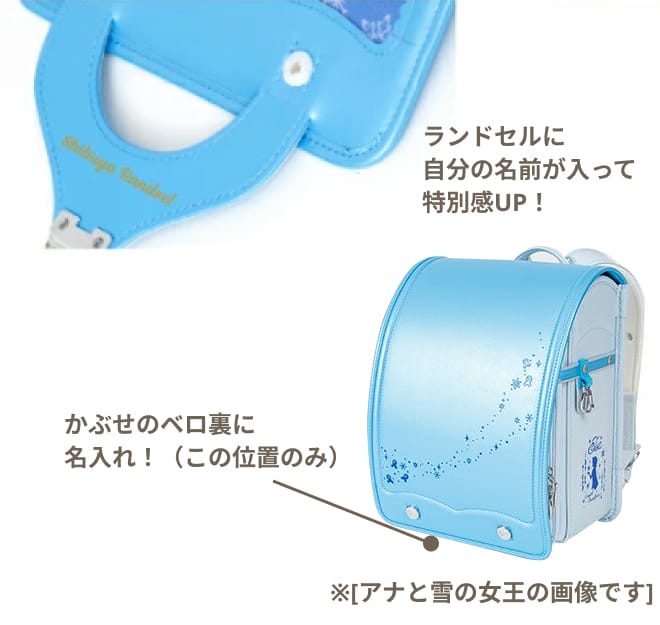 Shibuya Randsel
ランドセルに
自分の名前が入って
特別感UP！
かぶせのベロ裏に
名入れ！（この位置のみ）
※[アナと雪の女王の画像です]